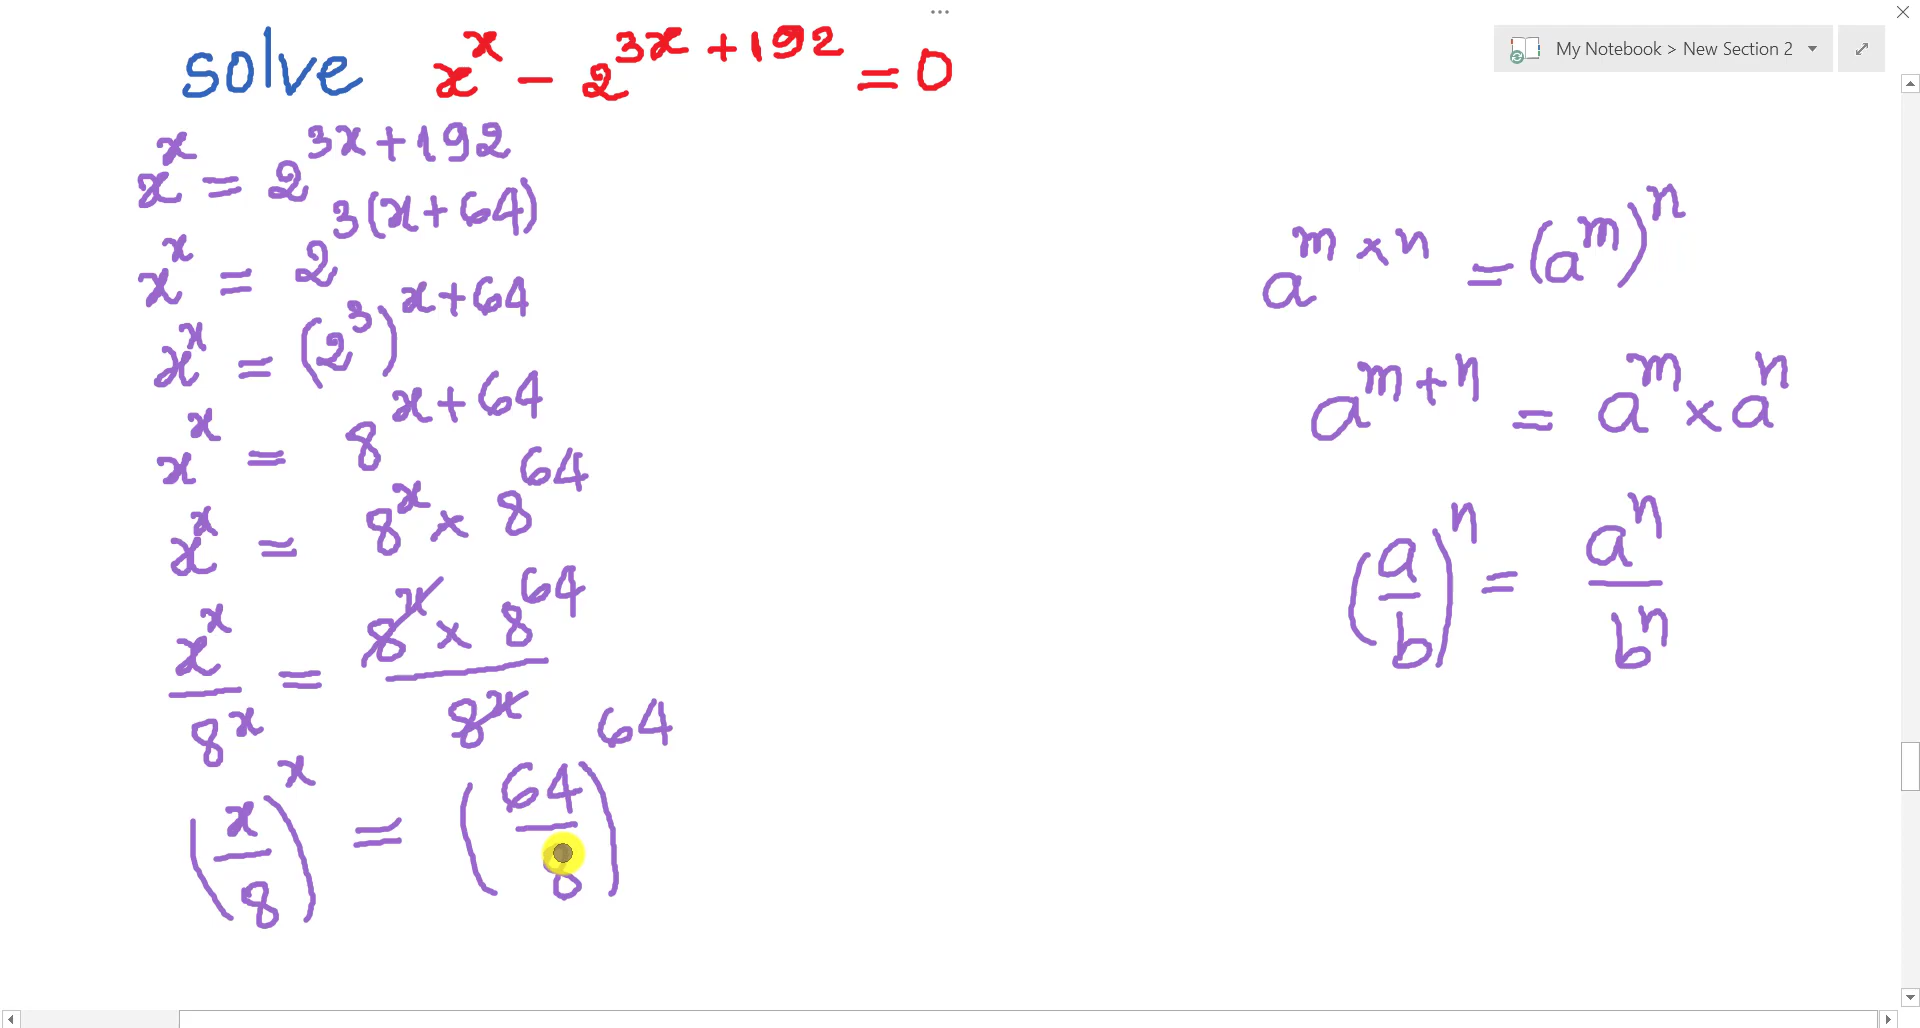 solve x^x - 2^(3x+192) = 0
My Notebook > New Section 2
x^x = 2^(3x+192)
x^x = 2^(3(x+64))
x^x = (2^3)^(x+64)
x^x = 8^(x+64)
x^x = 8^x × 8^64
x^x / 8^x = 8^x × 8^64 / 8^x
(x/8)^x = (64/8)^64
a^(m×n) = (a^m)^n
a^(m+n) = a^m × a^n
(a/b)^n = a^n / b^n